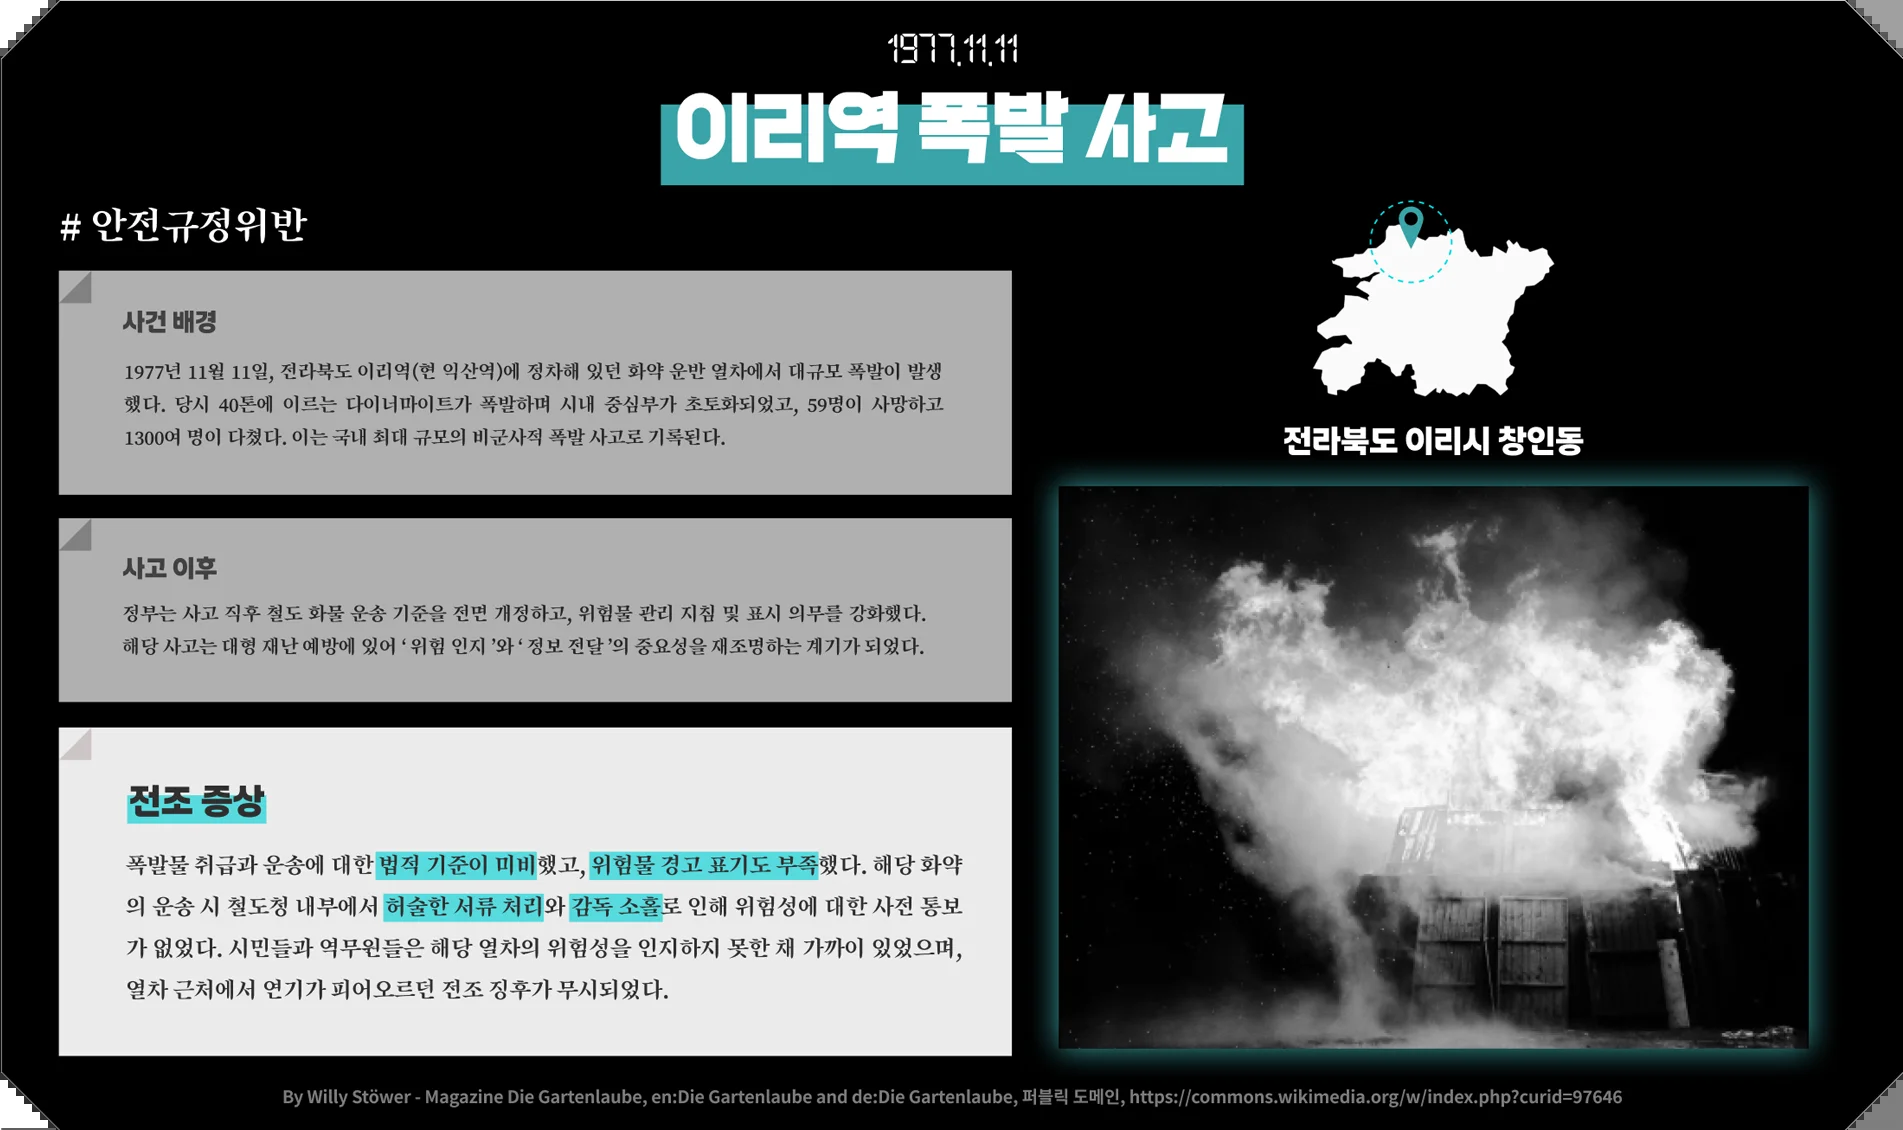 1977.11.11
이리역 폭발 사고
# 안전규정위반
사건 배경
1977년 11월 11일, 전라북도 이리역(현 익산역)에 정차해 있던 화약 운반 열차에서 대규모 폭발이 발생
했다. 당시 40톤에 이르는 다이너마이트가 폭발하며 시내 중심부가 초토화되었고, 59명이 사망하고
1300여 명이 다쳤다. 이는 국내 최대 규모의 비군사적 폭발 사고로 기록된다.
사고 이후
정부는 사고 직후 철도 화물 운송 기준을 전면 개정하고, 위험물 관리 지침 및 표시 의무를 강화했다.
해당 사고는 대형 재난 예방에 있어 ‘ 위험 인지 ’와 ‘ 정보 전달 ’의 중요성을 재조명하는 계기가 되었다.
전조 증상
폭발물 취급과 운송에 대한 법적 기준이 미비했고, 위험물 경고 표기도 부족했다. 해당 화약
의 운송 시 철도청 내부에서 허술한 서류 처리와 감독 소홀로 인해 위험성에 대한 사전 통보
가 없었다. 시민들과 역무원들은 해당 열차의 위험성을 인지하지 못한 채 가까이 있었으며,
열차 근처에서 연기가 피어오르던 전조 징후가 무시되었다.
전라북도 이리시 창인동
By Willy Stöwer - Magazine Die Gartenlaube, en:Die Gartenlaube and de:Die Gartenlaube, 퍼블릭 도메인, https://commons.wikimedia.org/w/index.php?curid=97646